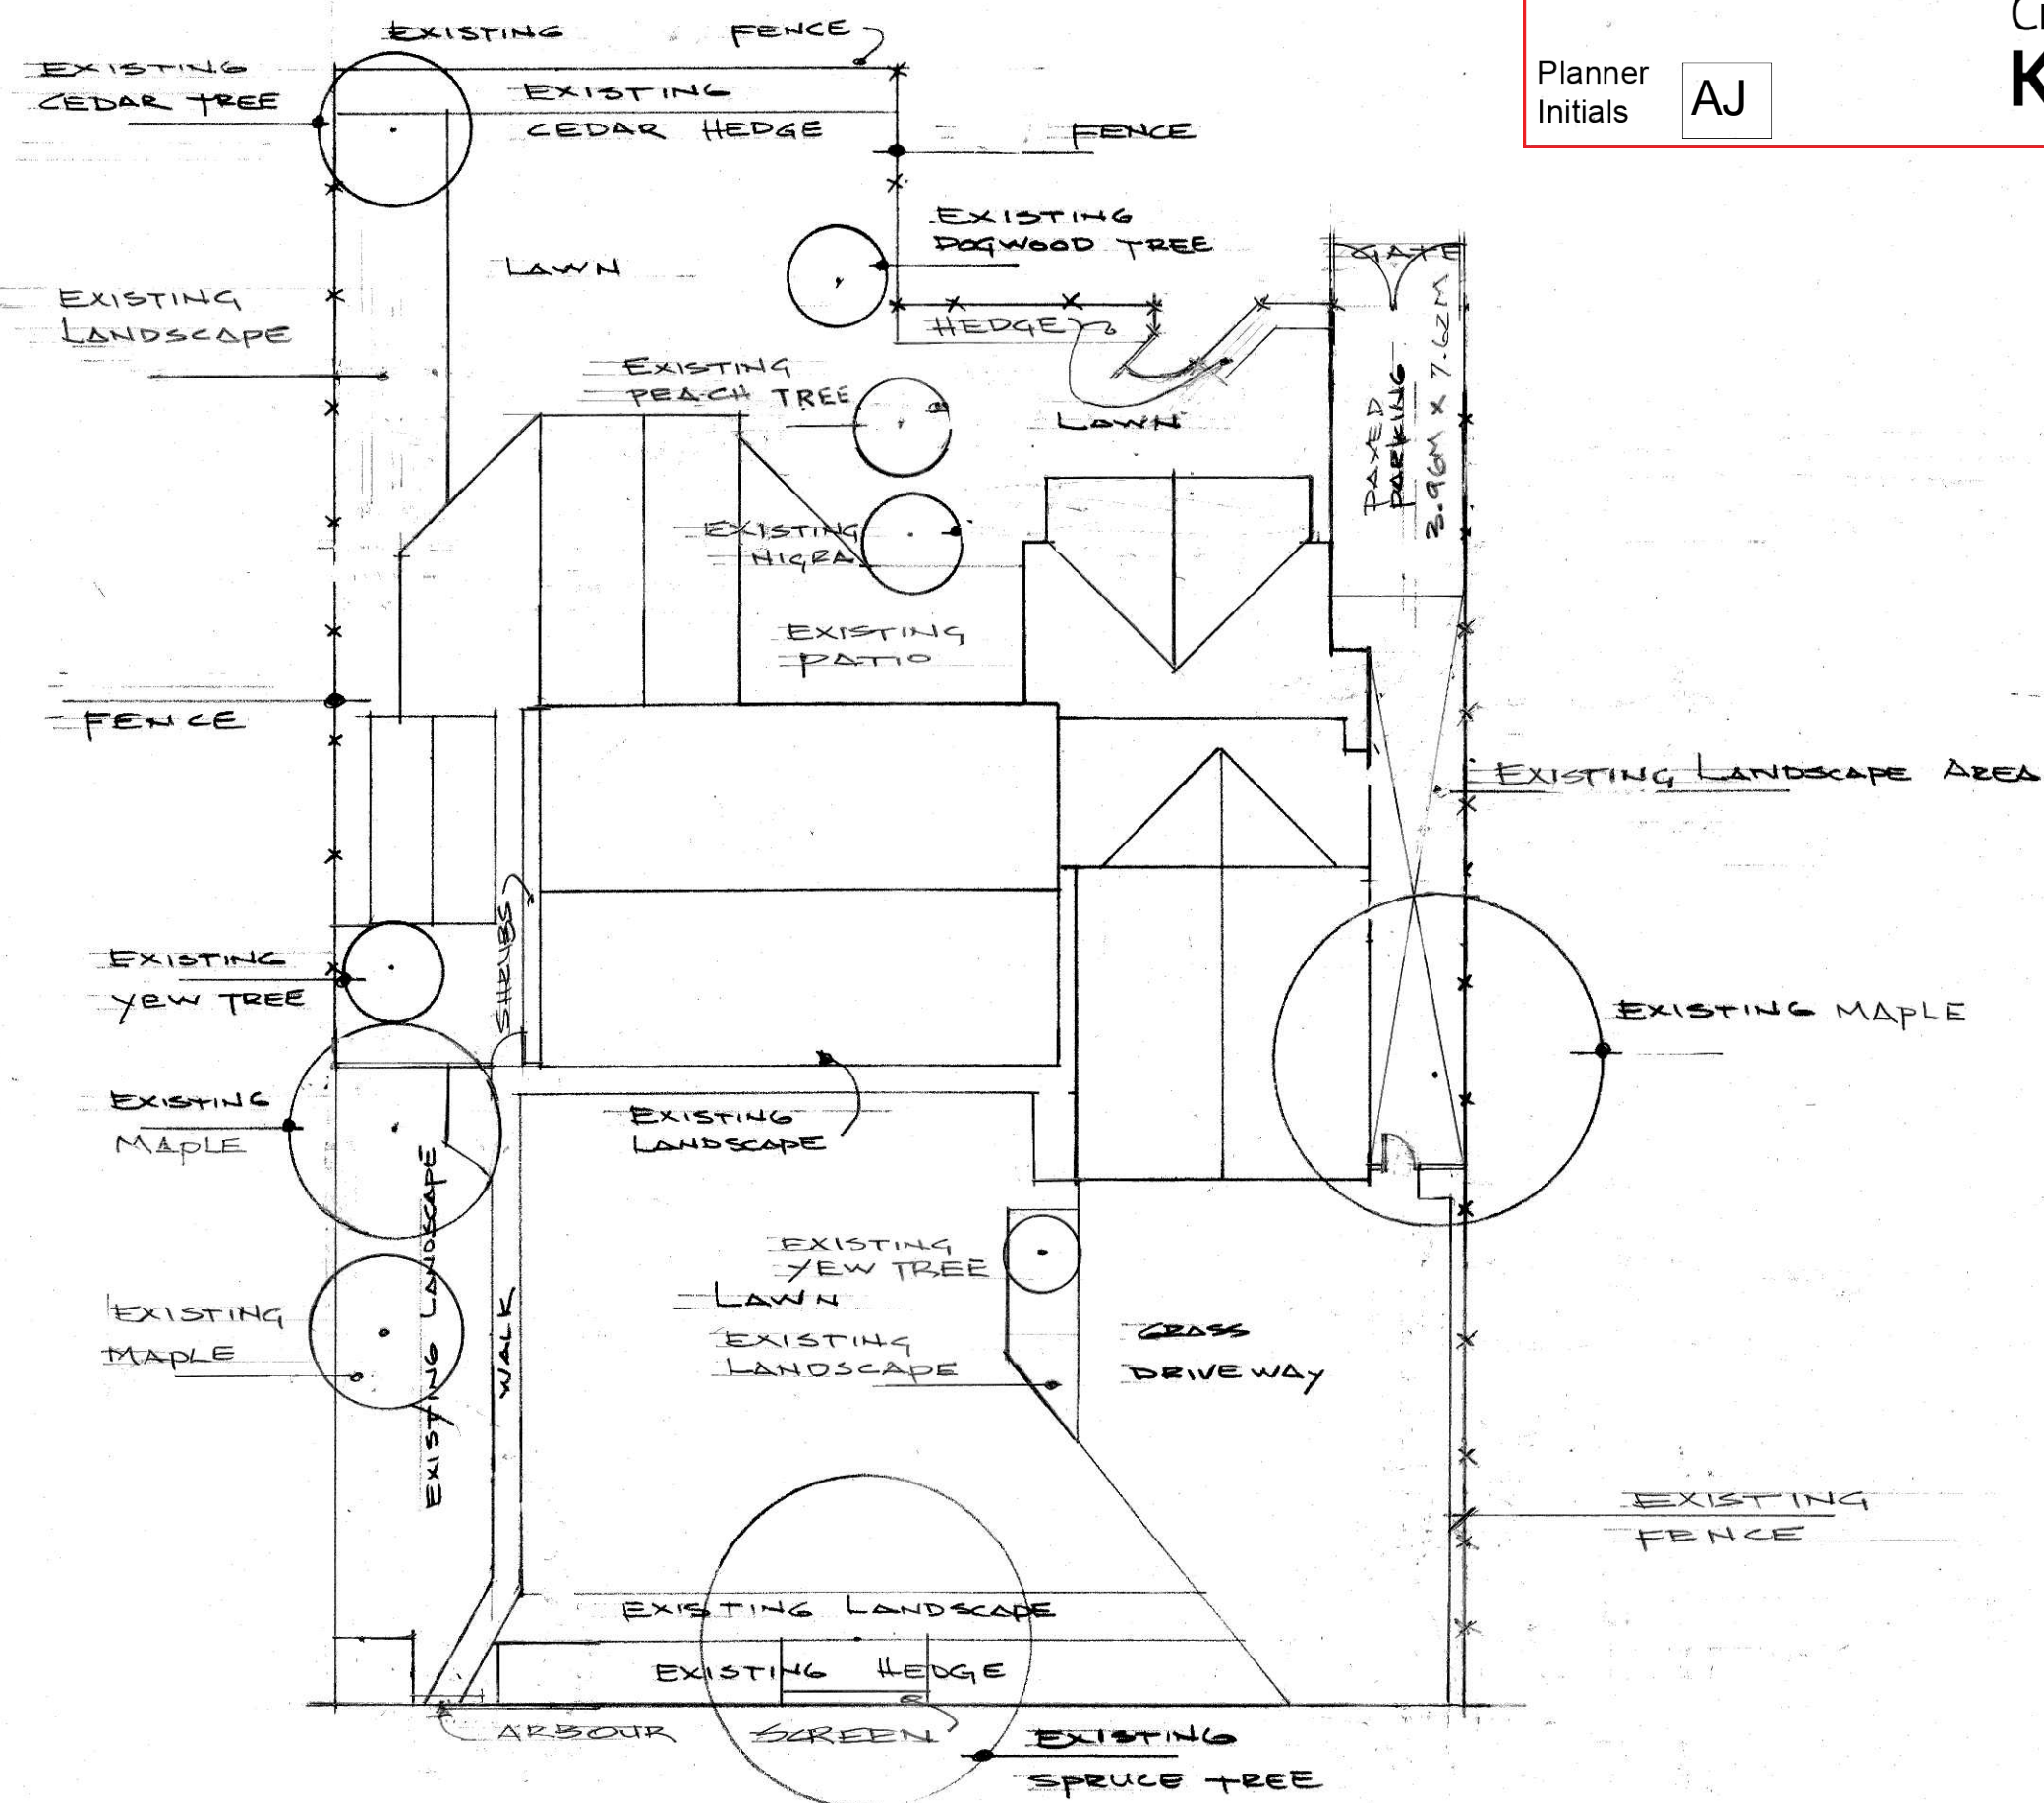 EXISTING FENCE
EXISTING
CEDAR TREE
EXISTING
CEDAR HEDGE
FENCE
Planner
Initials
AJ
EXISTING
DOGWOOD TREE
GATE
LAWN
EXISTING
LANDSCAPE
HEDGE
EXISTING
PEACH TREE
LAWN
PAVED
PARKING
3.96M X 7.62M
EXISTING
NIGRA
EXISTING
PATIO
FENCE
EXISTING LANDSCAPE AREA
SHRUBS
EXISTING
YEW TREE
EXISTING MAPLE
EXISTING
MAPLE
EXISTING
LANDSCAPE
EXISTING LANDSCAPE
WALK
EXISTING
YEW TREE
LAWN
EXISTING
LANDSCAPE
GRASS
DRIVEWAY
EXISTING
MAPLE
EXISTING
FENCE
EXISTING LANDSCAPE
EXISTING HEDGE
ARBOUR
SCREEN
EXISTING
SPRUCE TREE